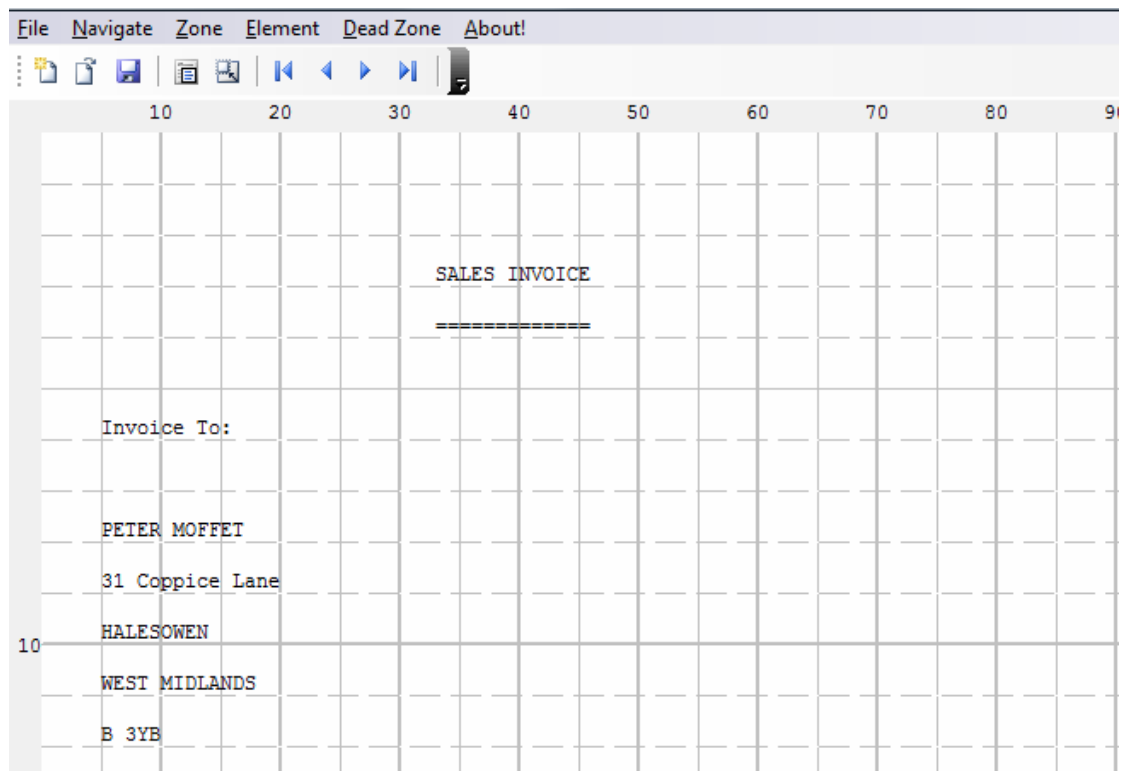 File Navigate Zone Element Dead Zone About!
10 20 30 40 50 60 70 80
SALES INVOICE
=============
Invoice To:
PETER MOFFET
31 Coppice Lane
HALESOWEN
10
WEST MIDLANDS
B 3YB